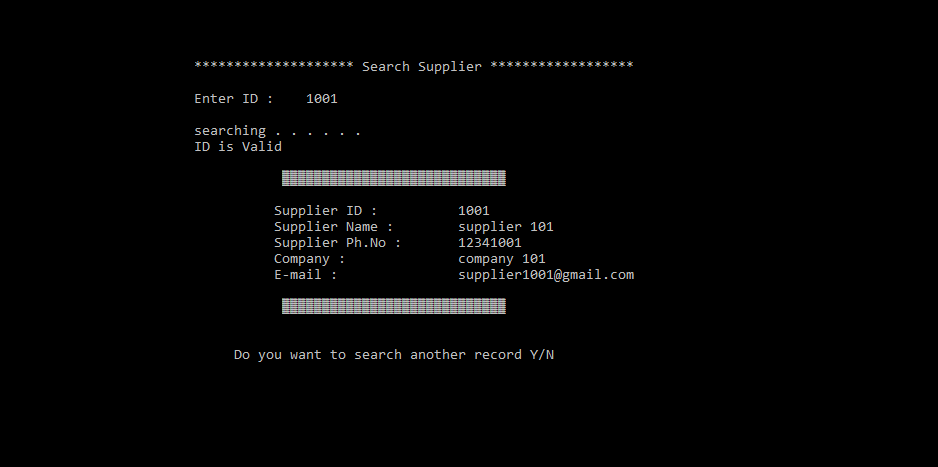 ******************** Search Supplier ******************
Enter ID : 1001
searching . . . . . .
ID is Valid
▒▒▒▒▒▒▒▒▒▒▒▒▒▒▒▒▒▒▒▒▒▒▒▒▒▒▒▒
Supplier ID : 1001
Supplier Name : supplier 101
Supplier Ph.No : 12341001
Company : company 101
E-mail : supplier1001@gmail.com
▒▒▒▒▒▒▒▒▒▒▒▒▒▒▒▒▒▒▒▒▒▒▒▒▒▒▒▒
Do you want to search another record Y/N